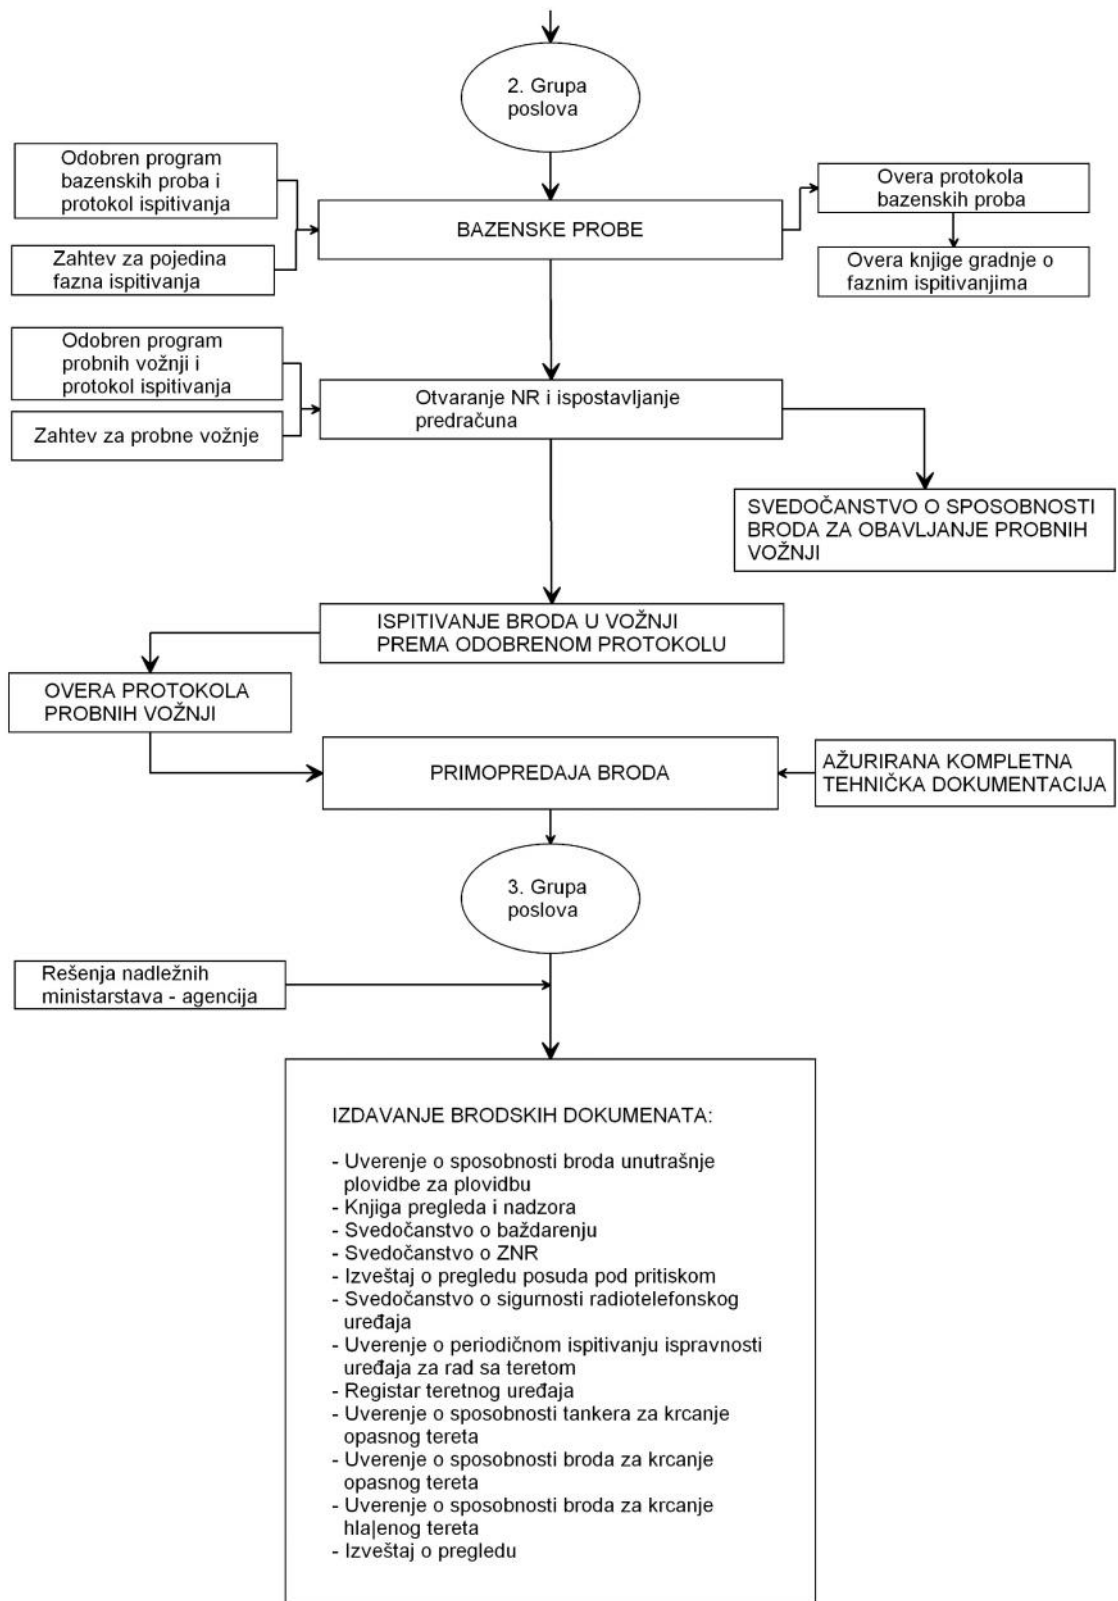 2. Grupa
poslova
Odobren program
bazenskih proba i
protokol ispitivanja
Zahtev za pojedina
fazna ispitivanja
BAZENSKE PROBE
Overa protokola
bazenskih proba
Overa knjige gradnje o
faznim ispitivanjima
Odobren program
probnih vožnji i
protokol ispitivanja
Zahtev za probne vožnje
Otvaranje NR i ispostavljanje
predračuna
SVEDOČANSTVO O SPOSOBNOSTI
BRODA ZA OBAVLJANJE PROBNIH
VOŽNJI
ISPITIVANJE BRODA U VOŽNJI
PREMA ODOBRENOM PROTOKOLU
OVERA PROTOKOLA
PROBNIH VOŽNJI
PRIMOPREDAJA BRODA
AŽURIRANA KOMPLETNA
TEHNIČKA DOKUMENTACIJA
3. Grupa
poslova
Rešenja nadležnih
ministarstava - agencija
IZDAVANJE BRODSKIH DOKUMENATA:
- Uverenje o sposobnosti broda unutrašnje
plovidbe za plovidbu
- Knjiga pregleda i nadzora
- Svedočanstvo o baždarenju
- Svedočanstvo o ZNR
- Izveštaj o pregledu posuda pod pritiskom
- Svedočanstvo o sigurnosti radiotelefonskog
uređaja
- Uverenje o periodičnom ispitivanju ispravnosti
uređaja za rad sa teretom
- Registar teretnog uređaja
- Uverenje o sposobnosti tankera za krcanje
opasnog tereta
- Uverenje o sposobnosti broda za krcanje
opasnog tereta
- Uverenje o sposobnosti broda za krcanje
hla|enog tereta
- Izveštaj o pregledu